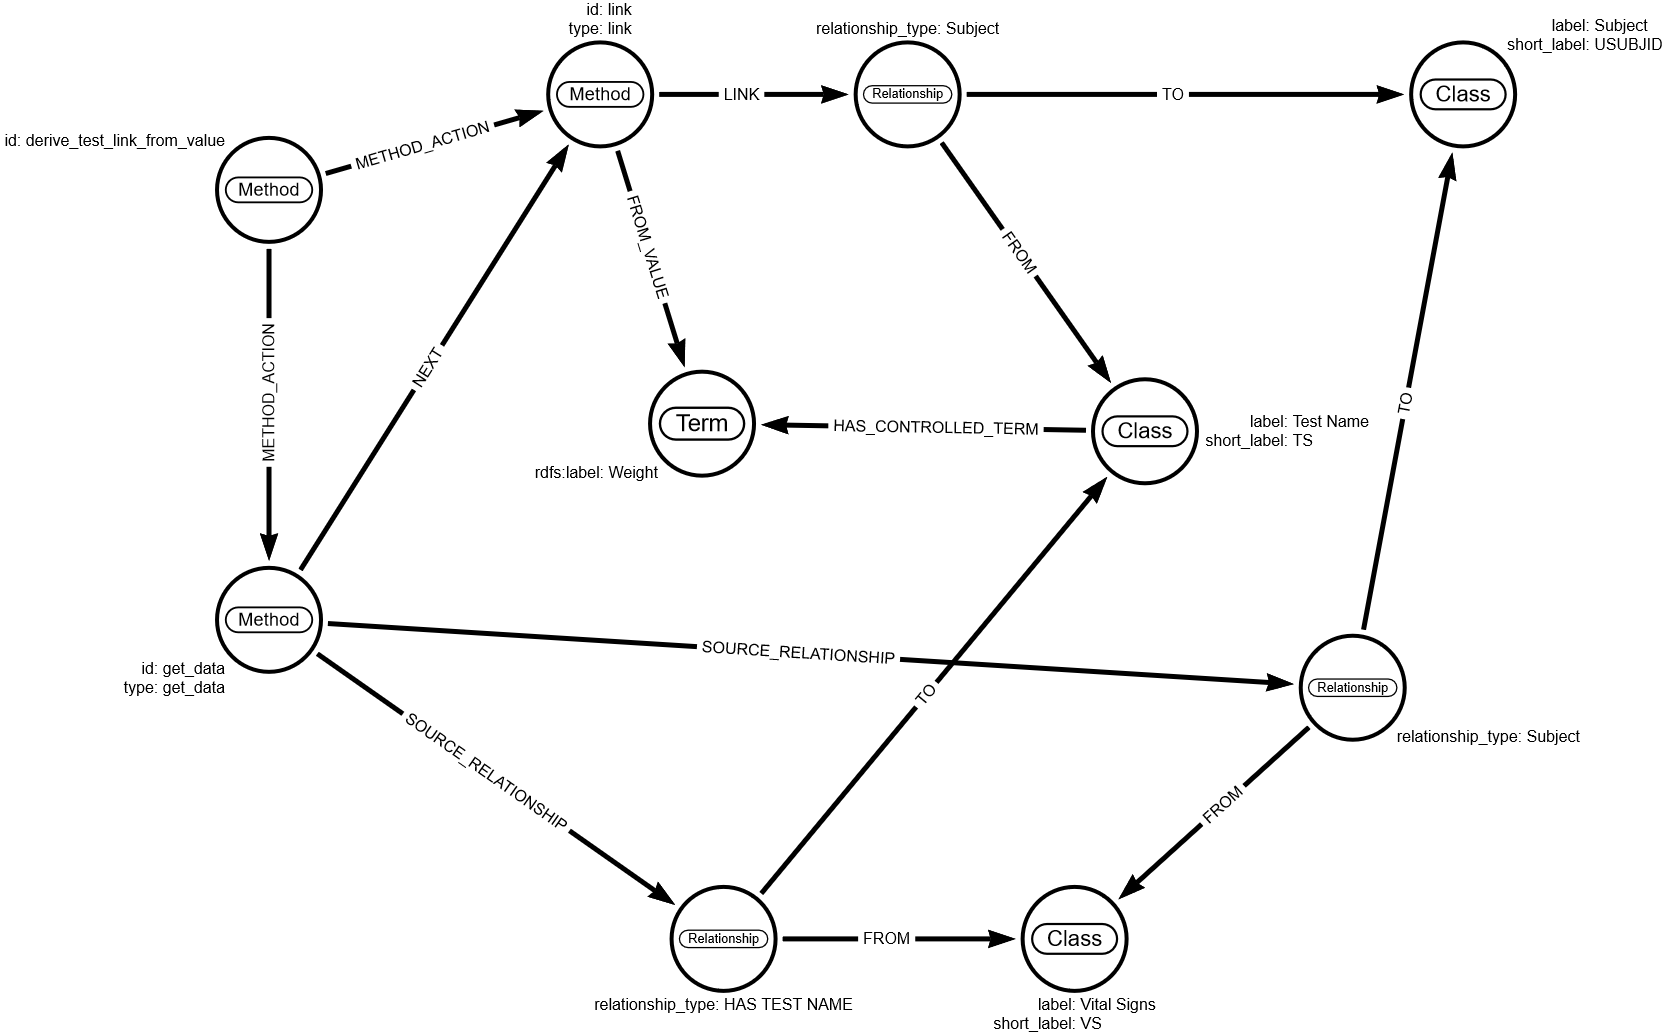 id: link
type: link
relationship_type: Subject
label: Subject
short_label: USUBJID
Method
LINK
Relationship
TO
Class
id: derive_test_link_from_value
METHOD_ACTION
Method
FROM_VALUE
FROM
METHOD_ACTION
NEXT
TO
Term
HAS_CONTROLLED_TERM
Class
label: Test Name
short_label: TS
rdfs:label: Weight
Method
SOURCE_RELATIONSHIP
id: get_data
type: get_data
TO
Relationship
relationship_type: Subject
SOURCE_RELATIONSHIP
FROM
Relationship
FROM
Class
relationship_type: HAS TEST NAME
label: Vital Signs
short_label: VS